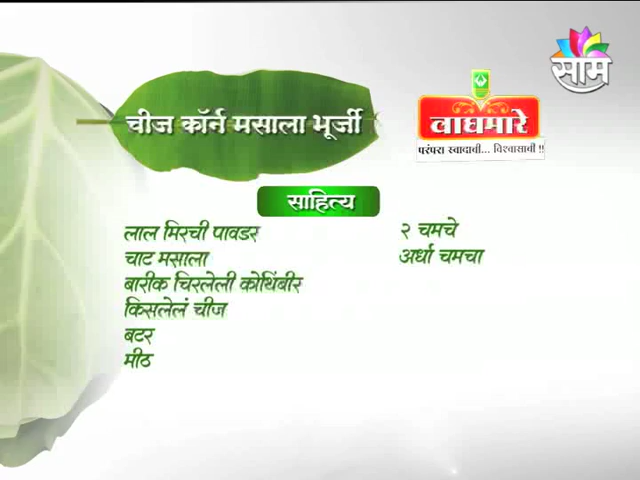 साम
चीज कॉर्न मसाला भूर्जी
वाघमारे
परंपरा स्वादाची... विश्वासाची !!
साहित्य
लाल मिरची पावडर २ चमचे
चाट मसाला अर्धा चमचा
बारीक चिरलेली कोथिंबीर
किसलेलं चीज
बटर
मीठ